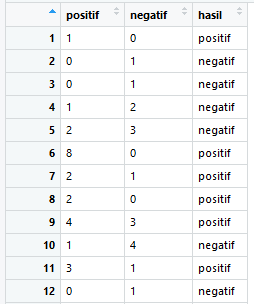 positif negatif hasil
1 1 0 positif
2 0 1 negatif
3 0 1 negatif
4 1 2 negatif
5 2 3 negatif
6 8 0 positif
7 2 1 positif
8 2 0 positif
9 4 3 positif
10 1 4 negatif
11 3 1 positif
12 0 1 negatif